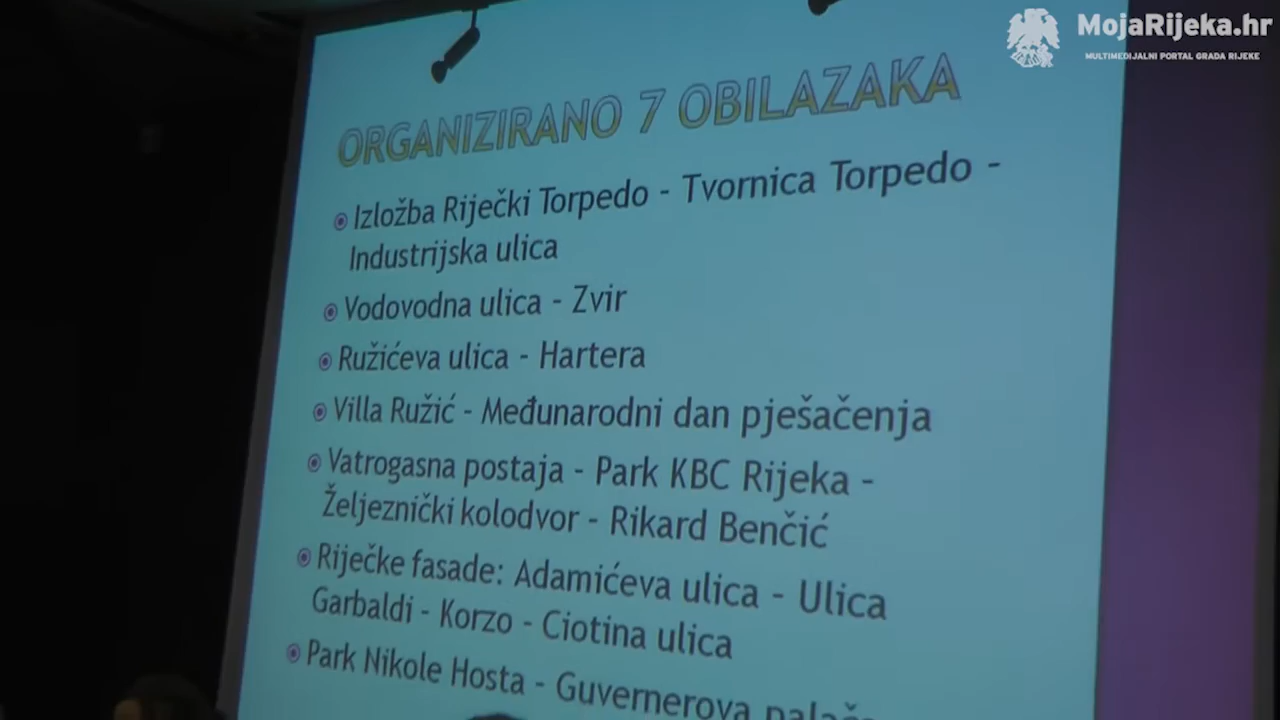 MojaRijeka.hr
MULTIMEDIJALNI PORTAL GRADA RIJEKE
ORGANIZIRANO 7 OBILAZAKA
Izložba Riječki Torpedo - Tvornica Torpedo -
Industrijska ulica
Vodovodna ulica - Zvir
Ružićeva ulica - Hartera
Villa Ružić - Međunarodni dan pješačenja
Vatrogasna postaja - Park KBC Rijeka -
Željeznički kolodvor - Rikard Benčić
Riječke fasade: Adamićeva ulica - Ulica
Garbaldi - Korzo - Ciotina ulica
Park Nikole Hosta - Guvernerova